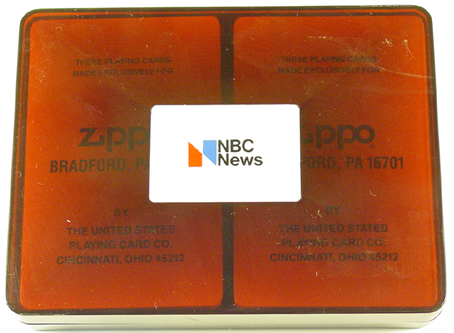 THESE PLAYING CARDS
MADE EXCLUSIVELY FOR
Zippo
BRADFORD, P
BY
THE UNITED STATES
PLAYING CARD CO.
CINCINNATI, OHIO 45212
NBC
News
THESE PLAYING CARDS
MADE EXCLUSIVELY FOR
ippo
FORD, PA 16701
BY
THE UNITED STATES
PLAYING CARD CO.
CINCINNATI, OHIO 45212